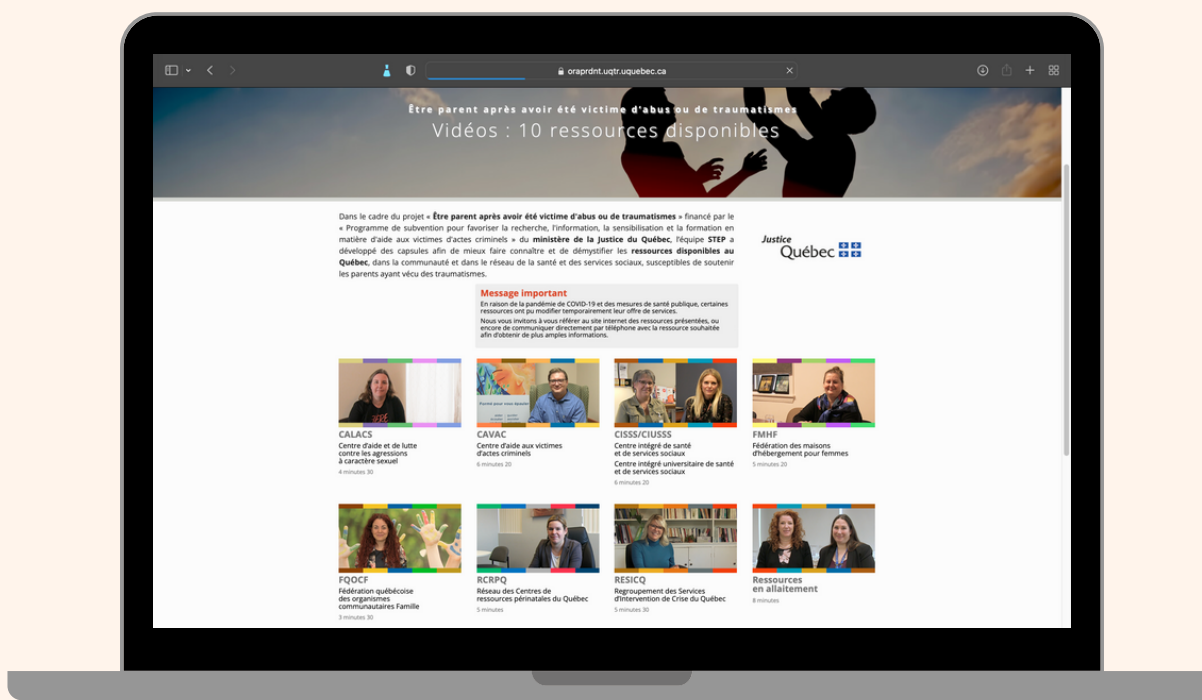 oraprdnt.uqtr.uquebec.ca
Être parent après avoir été victime d'abus ou de traumatismes
Vidéos : 10 ressources disponibles
Dans le cadre du projet « Être parent après avoir été victime d'abus ou de traumatismes » financé par le
« Programme de subvention pour favoriser la recherche, l'information, la sensibilisation et la formation en
matière d'aide aux victimes d'actes criminels » du ministère de la Justice du Québec, l'équipe STEP a
développé des capsules afin de mieux faire connaître et de démystifier les ressources disponibles au
Québec, dans la communauté et dans le réseau de la santé et des services sociaux, susceptibles de soutenir
les parents ayant vécu des traumatismes.
Justice
Québec
Message important
En raison de la pandémie de COVID-19 et des mesures de santé publique, certaines
ressources ont pu modifier temporairement leur offre de services.
Nous vous invitons à vous référer au site internet des ressources présentées, ou
encore de communiquer directement par téléphone avec la ressource souhaitée
afin d'obtenir de plus amples informations.
CALACS
Centre d'aide et de lutte
contre les agressions
à caractère sexuel
4 minutes 30
CAVAC
Centre d'aide aux victimes
d'actes criminels
6 minutes 20
CISSS/CIUSSS
Centre intégré de santé
et de services sociaux
Centre intégré universitaire de santé
et de services sociaux
6 minutes 20
FMHF
Fédération des maisons
d'hébergement pour femmes
5 minutes 20
FQOCF
Fédération québécoise
des organismes
communautaires Famille
3 minutes 30
RCRPQ
Réseau des Centres de
ressources périnatales du Québec
5 minutes
RESICQ
Regroupement des Services
d'Intervention de Crise du Québec
5 minutes 30
Ressources
en allaitement
8 minutes